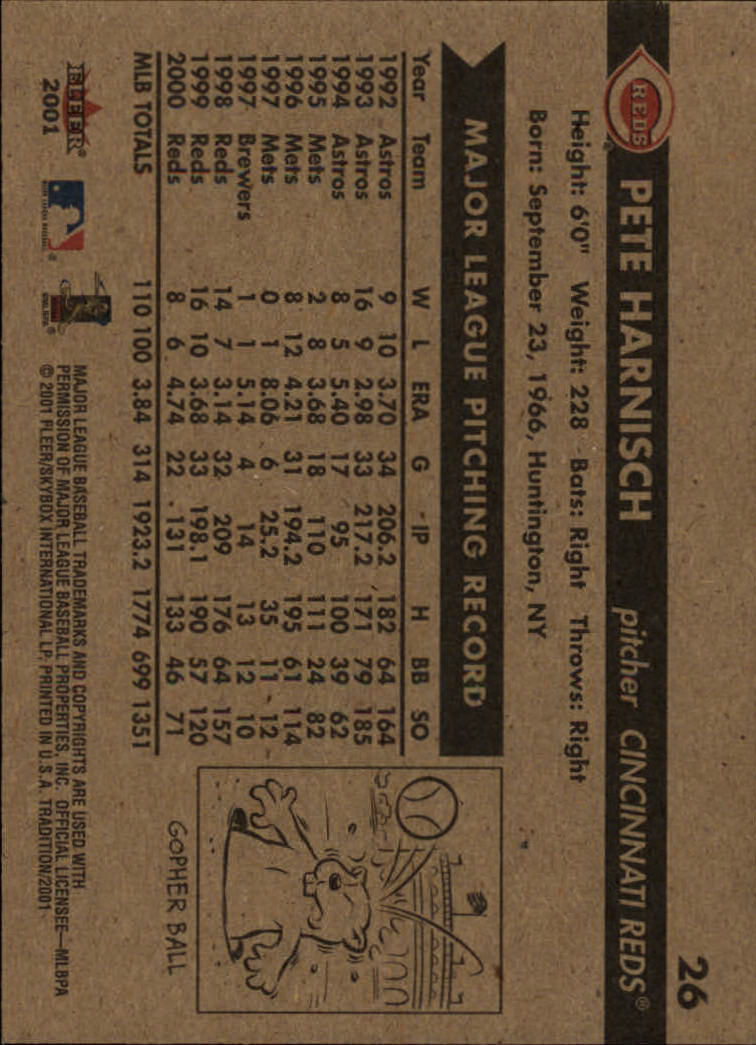 26
REDS PETE HARNISCH pitcher CINCINNATI REDS®
Height: 6'0" Weight: 228 Bats: Right Throws: Right
Born: September 23, 1966, Huntington, NY
MAJOR LEAGUE PITCHING RECORD
Year Team W L ERA G IP H BB SO
1992 Astros 9 10 3.70 34 206.2 182 64 164
1993 Astros 16 9 2.98 33 217.2 171 79 185
1994 Astros 8 5 5.40 17 95 100 39 62
1995 Mets 2 8 3.68 18 110 111 24 82
1996 Mets 8 12 4.21 31 194.2 195 61 114
1997 Mets 0 1 8.06 6 25.2 35 11 12
1997 Brewers 1 1 5.14 4 14 13 12 10
1998 Reds 14 7 3.14 32 209 176 64 157
1999 Reds 16 10 3.68 33 198.1 190 57 120
2000 Reds 8 6 4.74 22 131 133 46 71
MLB TOTALS 110 100 3.84 314 1923.2 1774 699 1351
GOPHER BALL
FLEER®
2001
MAJOR LEAGUE BASEBALL TRADEMARKS AND COPYRIGHTS ARE USED WITH
PERMISSION OF MAJOR LEAGUE BASEBALL PROPERTIES, INC. OFFICIAL LICENSEE—MLBPA
© 2001 FLEER/SKYBOX INTERNATIONAL LP. PRINTED IN U.S.A. TRADITION/2001